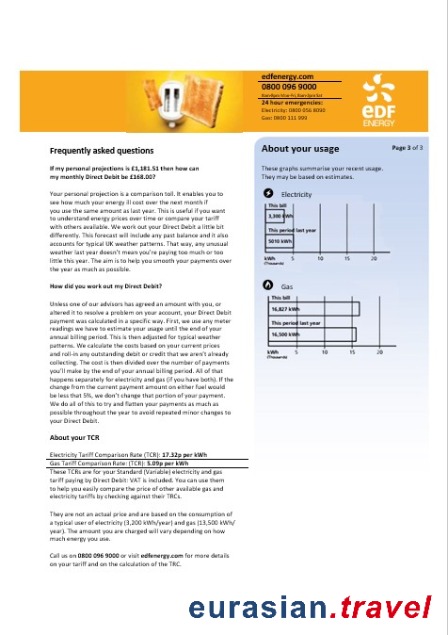 edfenergy.com
0800 096 9000
8am-8pm Mon-Fri, 8am-2pm Sat
24 hour emergencies:
Electricity: 0800 056 8090
Gas: 0800 111 999
eDF
ENERGY
Frequently asked questions
If my personal projections is £1,181.51 then how can
my monthly Direct Debit be £168.00?
Your personal projection is a comparison toll. It enables you to
see how much your energy ill cost over the next month if
you use the same amount as last year. This is useful if you want
to understand energy prices over time or compare your tariff
with others available. We work out your Direct Debit a little bit
differently. This forecast will include any past balance and it also
accounts for typical UK weather patterns. That way, any unusual
weather last year doesn't mean you're paying too much or too
little this year. The aim is to help you smooth your payments over
the year as much as possible.
How did you work out my Direct Debit?
Unless one of our advisors has agreed an amount with you, or
altered it to resolve a problem on your account, your Direct Debit
payment was calculated in a specific way. First, we use any meter
readings we have to estimate your usage until the end of your
annual billing period. This is then adjusted for typical weather
patterns. We calculate the costs based on your current prices
and roll-in any outstanding debit or credit that we aren't already
collecting. The cost is then divided over the number of payments
you'll make by the end of your annual billing period. All of that
happens separately for electricity and gas (if you have both). If the
change from the current payment amount on either fuel would
be less that 5%, we don't change that portion of your payment.
We do all of this to try and flatten your payments as much as
possible throughout the year to avoid repeated minor changes to
your Direct Debit.
About your TCR
Electricity Tariff Comparison Rate (TCR): 17.32p per kWh
Gas Tariff Comparison Rate: (TCR): 5.09p per kWh
These TCRs are for your Standard (Variable) electricity and gas
tariff paying by Direct Debit: VAT is included. You can use them
to help you easily compare the price of other available gas and
electricity tariffs by checking against their TRCs.
They are not an actual price and are based on the consumption of
a typical user of electricity (3,200 kWh/year) and gas (13,500 kWh/
year). The amount you are charged will vary depending on how
much energy you use.
Call us on 0800 096 9000 or visit edfenergy.com for more details
on your tariff and on the calculation of the TRC.
About your usage
Page 3 of 3
These graphs summarise your recent usage.
They may be based on estimates.
Electricity
This bill
3,300 kWh
This period last year
5010 kWh
kWh 5 10 15 20
(Thousands)
Gas
This bill
16,827 kWh
This period last year
16,500 kWh
kWh 5 10 15 20
(Thousands)
eurasian.travel